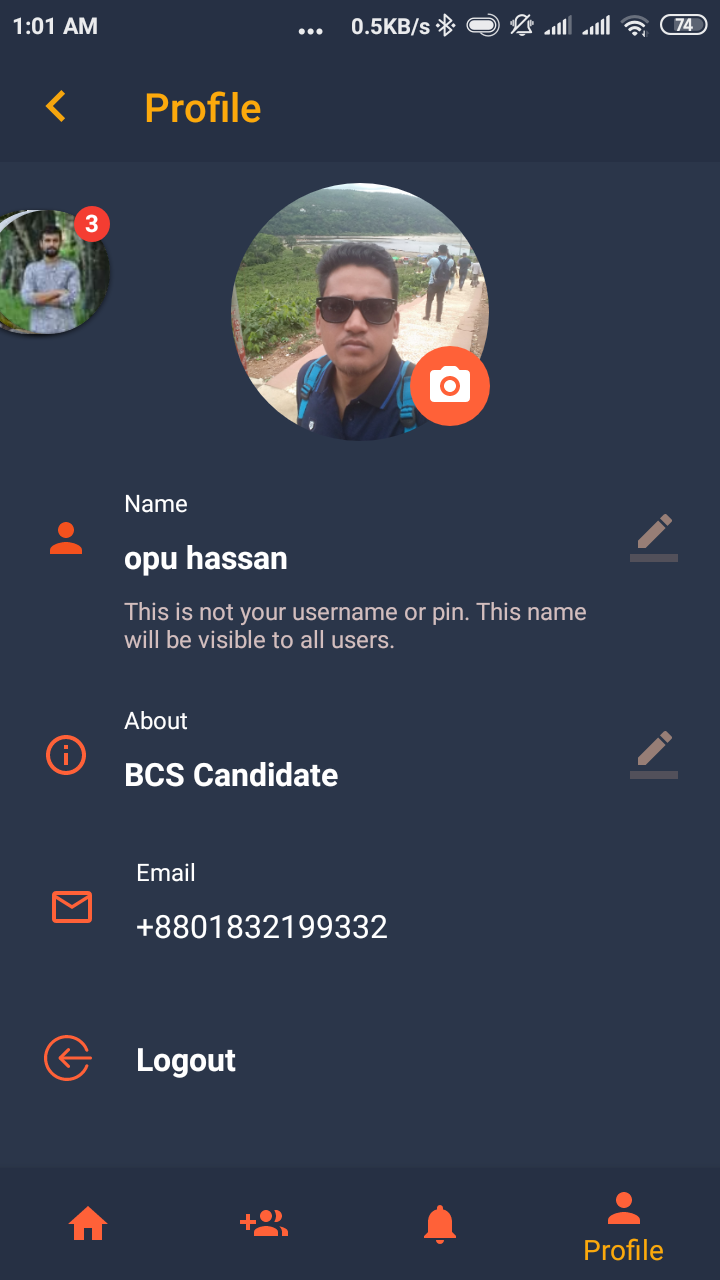 1:01 AM ... 0.5KB/s 74
Profile
3
Name
opu hassan
This is not your username or pin. This name
will be visible to all users.
About
BCS Candidate
Email
+8801832199332
Logout
Profile